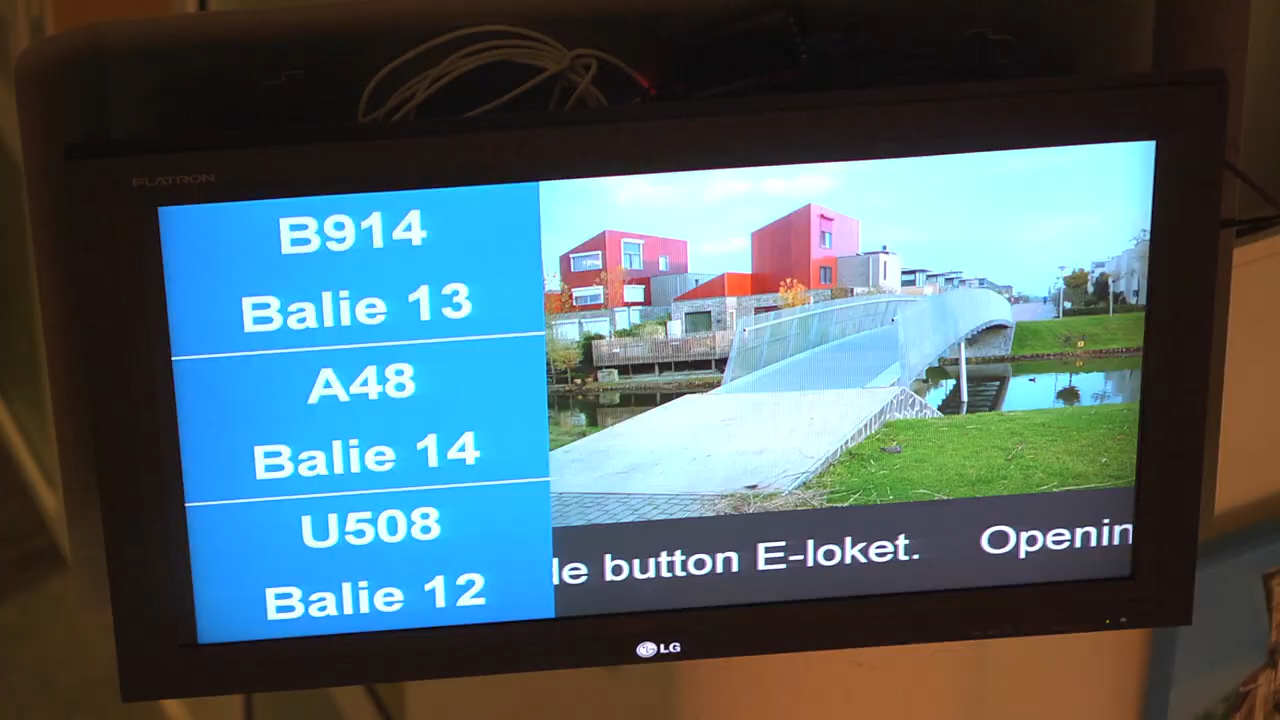 FLATRON
B914
Balie 13
A48
Balie 14
U508
Balie 12
le button E-loket. Openin
LG